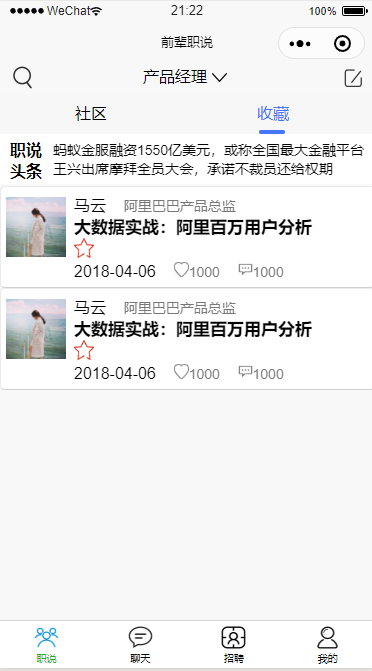 WeChat 21:22 100%
前辈职说
产品经理
社区 收藏
职说 蚂蚁金服融资1550亿美元，或称全国最大金融平台
头条 王兴出席摩拜全员大会，承诺不裁员还给权期
马云 阿里巴巴产品总监
大数据实战：阿里百万用户分析
2018-04-06 1000 1000
马云 阿里巴巴产品总监
大数据实战：阿里百万用户分析
2018-04-06 1000 1000
职说 聊天 招聘 我的